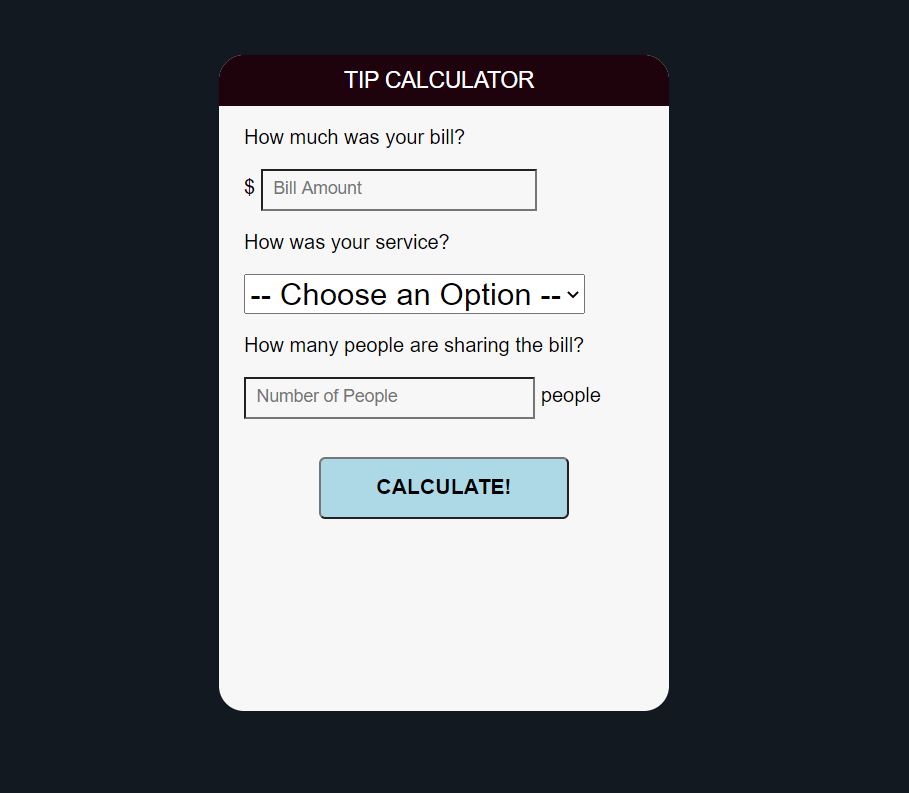 TIP CALCULATOR
How much was your bill?
$ Bill Amount
How was your service?
-- Choose an Option --
How many people are sharing the bill?
Number of People people
CALCULATE!